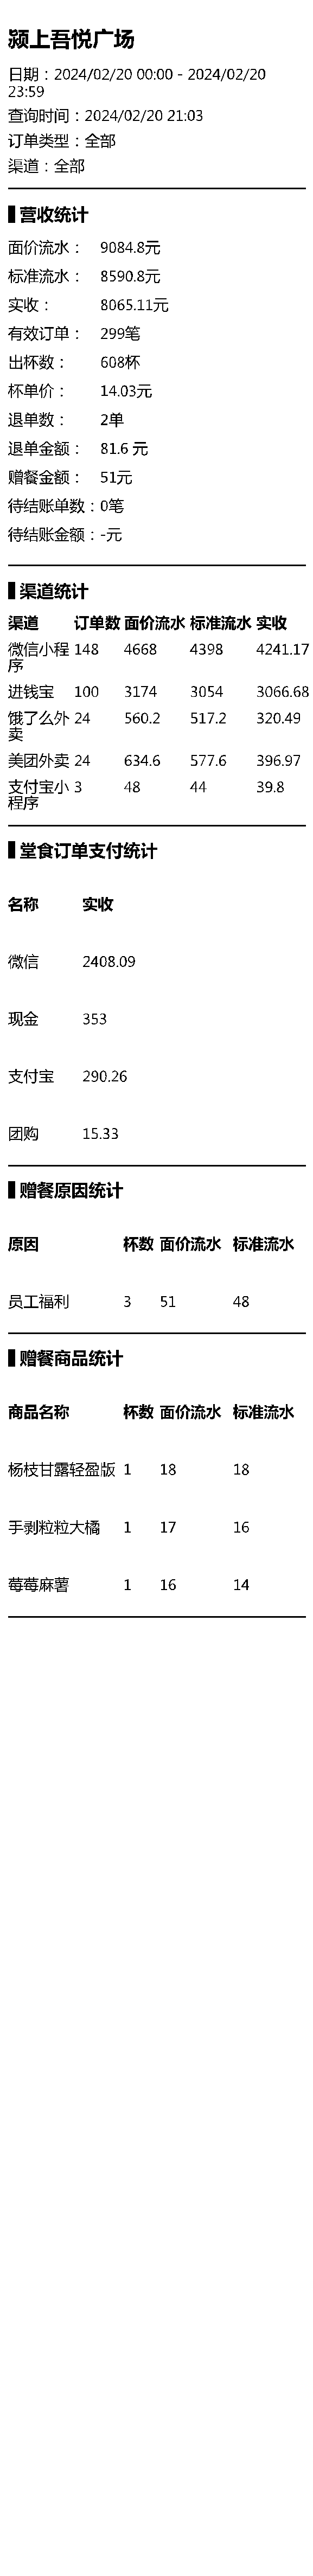 颍上吾悦广场
日期：2024/02/20 00:00 - 2024/02/20
23:59
查询时间：2024/02/20 21:03
订单类型：全部
渠道：全部
营收统计
面价流水： 9084.8元
标准流水： 8590.8元
实收： 8065.11元
有效订单： 299笔
出杯数： 608杯
杯单价： 14.03元
退单数： 2单
退单金额： 81.6 元
赠餐金额： 51元
待结账单数：0笔
待结账金额：-元
渠道统计
渠道 订单数 面价流水 标准流水 实收
微信小程 148 4668 4398 4241.17
序
进钱宝 100 3174 3054 3066.68
饿了么外 24 560.2 517.2 320.49
卖
美团外卖 24 634.6 577.6 396.97
支付宝小 3 48 44 39.8
程序
堂食订单支付统计
名称 实收
微信 2408.09
现金 353
支付宝 290.26
团购 15.33
赠餐原因统计
原因 杯数 面价流水 标准流水
员工福利 3 51 48
赠餐商品统计
商品名称 杯数 面价流水 标准流水
杨枝甘露轻盈版 1 18 18
手剥粒粒大橘 1 17 16
莓莓麻薯 1 16 14